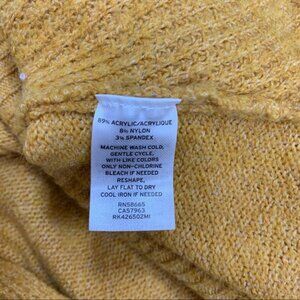 89% ACRYLIC/ACRYLIQUE
8% NYLON
3% SPANDEX
MACHINE WASH COLD,
GENTLE CYCLE,
WITH LIKE COLORS
ONLY NON-CHLORINE
BLEACH IF NEEDED
RESHAPE,
LAY FLAT TO DRY
COOL IRON IF NEEDED
RN58665
CA57963
RK426502MI